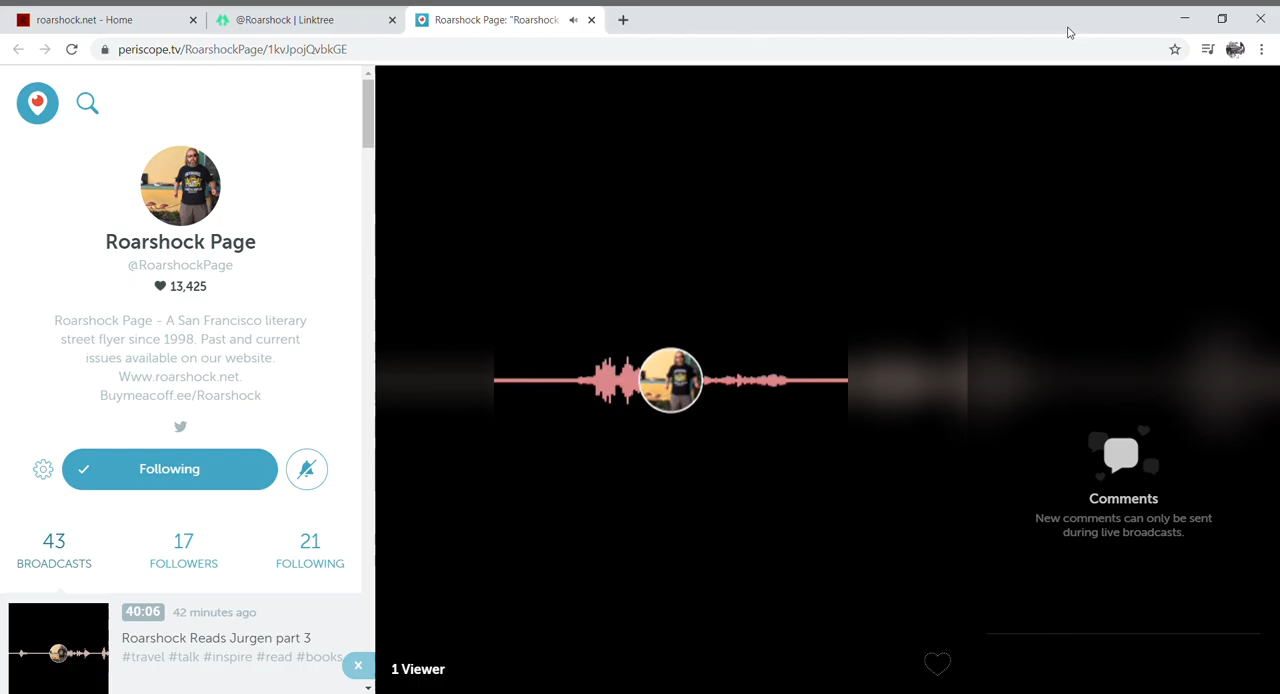 roarshock.net - Home
@Roarshock | Linktree
Roarshock Page: "Roarshock
periscope.tv/RoarshockPage/1kvJpojQvbkGE
Roarshock Page
@RoarshockPage
13,425
Roarshock Page - A San Francisco literary
street flyer since 1998. Past and current
issues available on our website.
Www.roarshock.net.
Buymeacoff.ee/Roarshock
Following
43
BROADCASTS
17
FOLLOWERS
21
FOLLOWING
40:06 42 minutes ago
Roarshock Reads Jurgen part 3
#travel #talk #inspire #read #books
1 Viewer
Comments
New comments can only be sent
during live broadcasts.